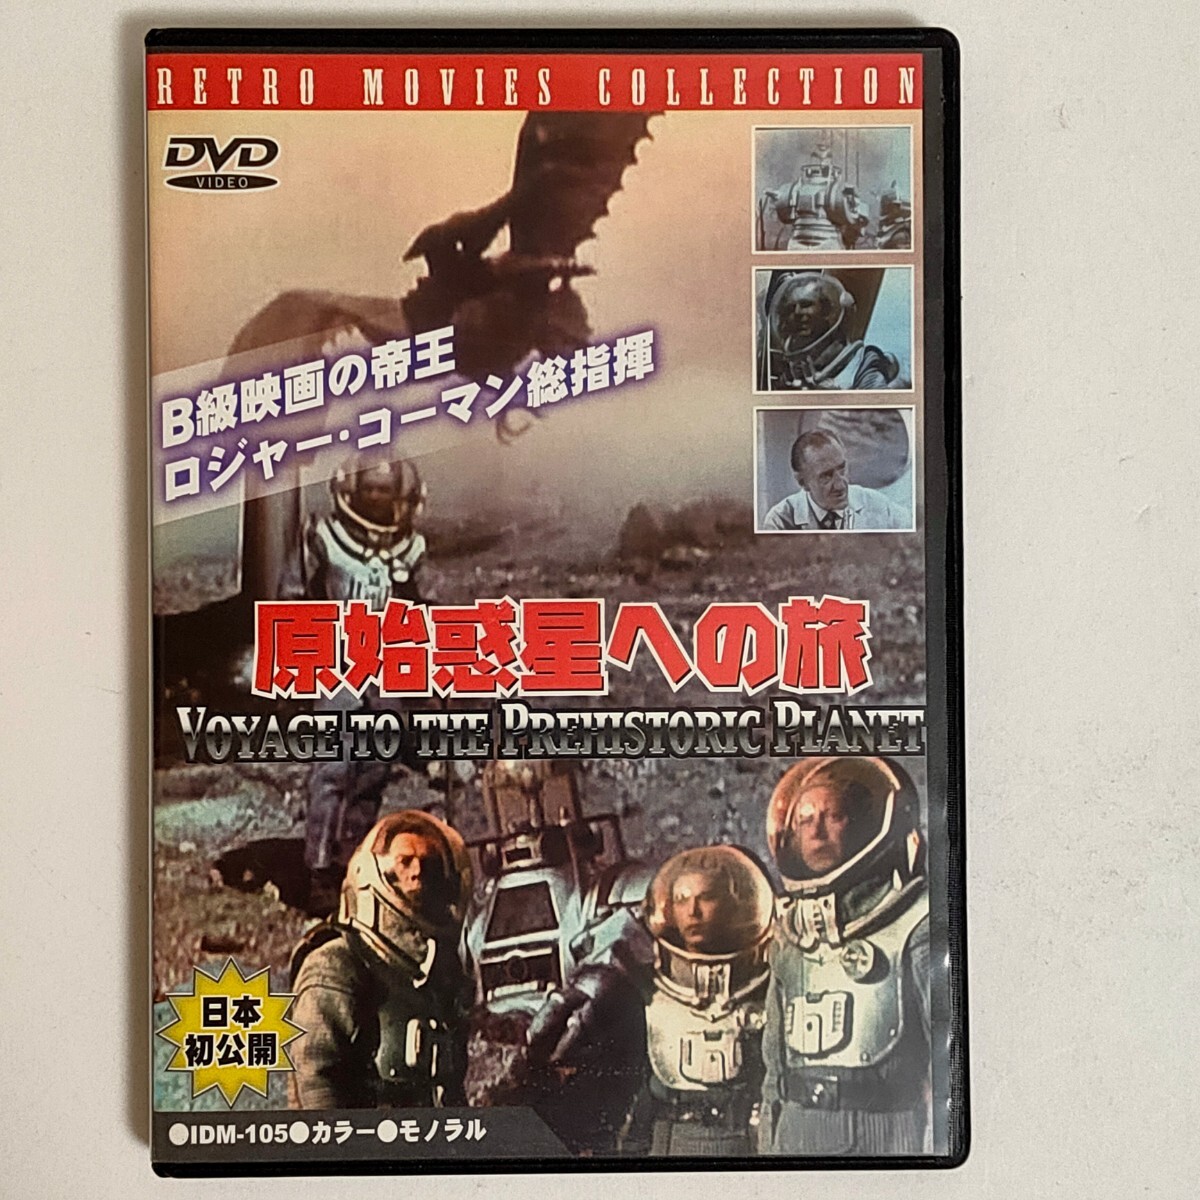 RETRO MOVIES COLLECTION
DVD
VIDEO
B級映画の帝王
ロジャー・コーマン総指揮
原始惑星への旅
VOYAGE TO THE PREHISTORIC PLANET
日本
初公開
●IDM-105●カラー●モノラル